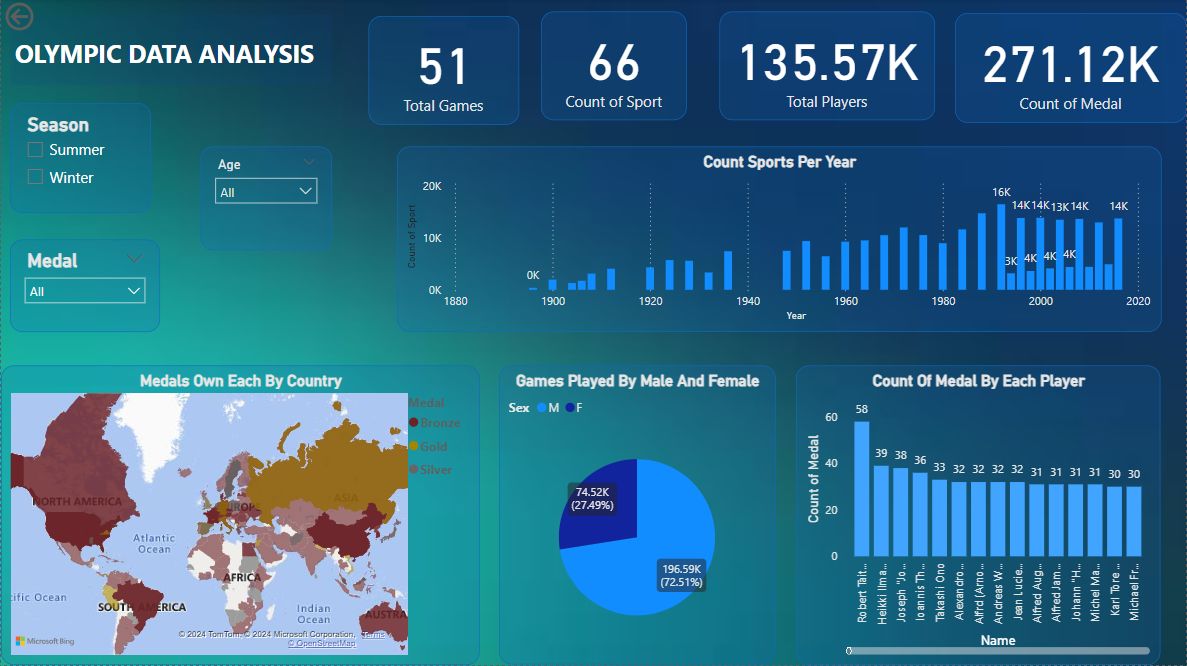 OLYMPIC DATA ANALYSIS
51
Total Games
66
Count of Sport
135.57K
Total Players
271.12K
Count of Medal
Season
Summer
Winter
Age
All
Medal
All
Count Sports Per Year
Count of Sport
20K
10K
0K
0K
16K
14K
14K
13K
14K
14K
3K
4K
4K
4K
1880
1900
1920
1940
1960
1980
2000
2020
Year
Medals Own Each By Country
Medal
Bronze
Gold
Silver
NORTH AMERICA
ASIA
Atlantic
Ocean
AFRICA
cific Ocean
SOUTH AMERICA
Indian
Ocean
AUSTRA
Microsoft Bing
© 2024 TomTom, © 2024 Microsoft Corporation, Terms
© OpenStreetMap
Games Played By Male And Female
Sex M F
74.52K
(27.49%)
196.59K
(72.51%)
Count Of Medal By Each Player
Count of Medal
60
40
20
0
58
39
38
36
33
32
32
32
32
31
31
31
31
30
30
Robert Tait...
Heikki Ilma...
Joseph "Jo...
Ioannis Th...
Takashi Ono
Alexandro...
Alfrd (Arno...
Andreas W...
Jean Lucie...
Alfred Aug...
Alfred Jam...
Johann "H...
Michel Ma...
Karl Tore ...
Michael Fr...
Name